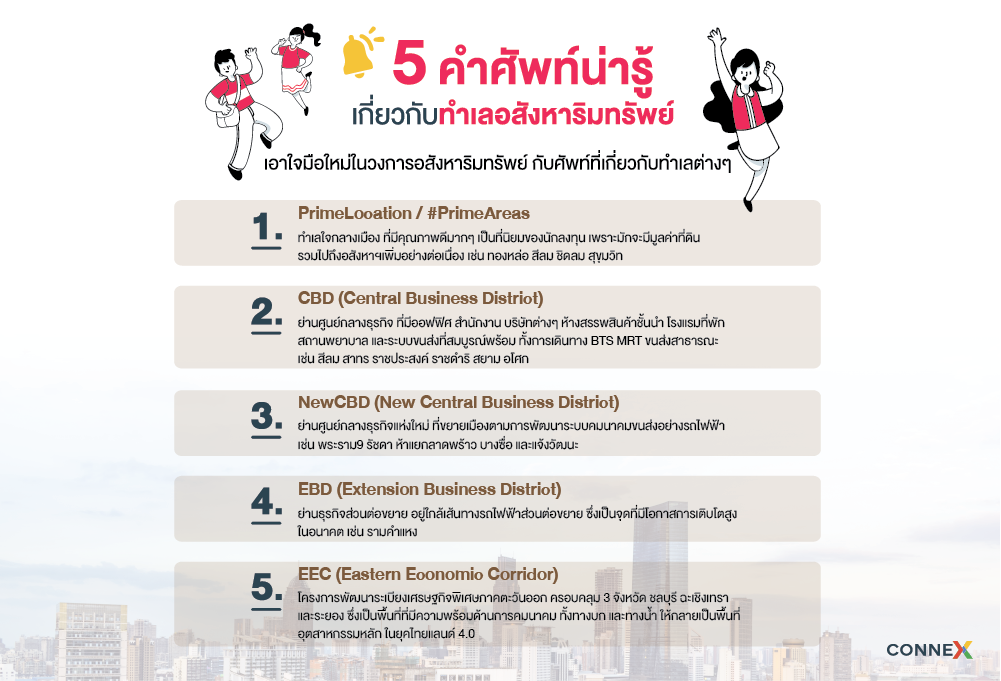 5 คำศัพท์น่ารู้
เกี่ยวกับทำเลอสังหาริมทรัพย์
เอาใจมือใหม่ในวงการอสังหาริมทรัพย์ กับศัพท์ที่เกี่ยวกับทำเลต่างๆ
1.
PrimeLooation / #PrimeAreas
ทำเลใจกลางเมือง ที่มีคุณภาพดีมากๆ เป็นที่นิยมของนักลงทุน เพราะมักจะมีมูลค่าที่ดิน
รวมไปถึงอสังหาฯเพิ่มอย่างต่อเนื่อง เช่น ทองหล่อ สีลม ชิดลม สุขุมวิท
2.
CBD (Central Business Distriot)
ย่านศูนย์กลางธุรกิจ ที่มีออฟฟิศ สำนักงาน บริษัทต่างๆ ห้างสรรพสินค้าชั้นนำ โรงแรมที่พัก
สถานพยาบาล และระบบขนส่งที่สมบูรณ์พร้อม ทั้งการเดินทาง BTS MRT ขนส่งสาธารณะ
เช่น สีลม สาทร ราชประสงค์ ราชดำริ สยาม อโศก
3.
NewCBD (New Central Business Distriot)
ย่านศูนย์กลางธุรกิจแห่งใหม่ ที่ขยายเมืองตามการพัฒนาระบบคมนาคมขนส่งอย่างรถไฟฟ้า
เช่น พระราม9 รัชดา ห้าแยกลาดพร้าว บางซื่อ และแจ้งวัฒนะ
4.
EBD (Extension Business Distriot)
ย่านธุรกิจส่วนต่อขยาย อยู่ใกล้เส้นทางรถไฟฟ้าส่วนต่อขยาย ซึ่งเป็นจุดที่มีโอกาสการเติบโตสูง
ในอนาคต เช่น รามคำแหง
5.
EEC (Eastern Eoonomio Corridor)
โครงการพัฒนาระเบียงเศรษฐกิจพิเศษภาคตะวันออก ครอบคลุม 3 จังหวัด ชลบุรี ฉะเชิงเทรา
และระยอง ซึ่งเป็นพื้นที่ที่มีความพร้อมด้านการคมนาคม ทั้งทางบก และทางน้ำ ให้กลายเป็นพื้นที่
อุตสาหกรรมหลัก ในยุคไทยแลนด์ 4.0
CONNEX